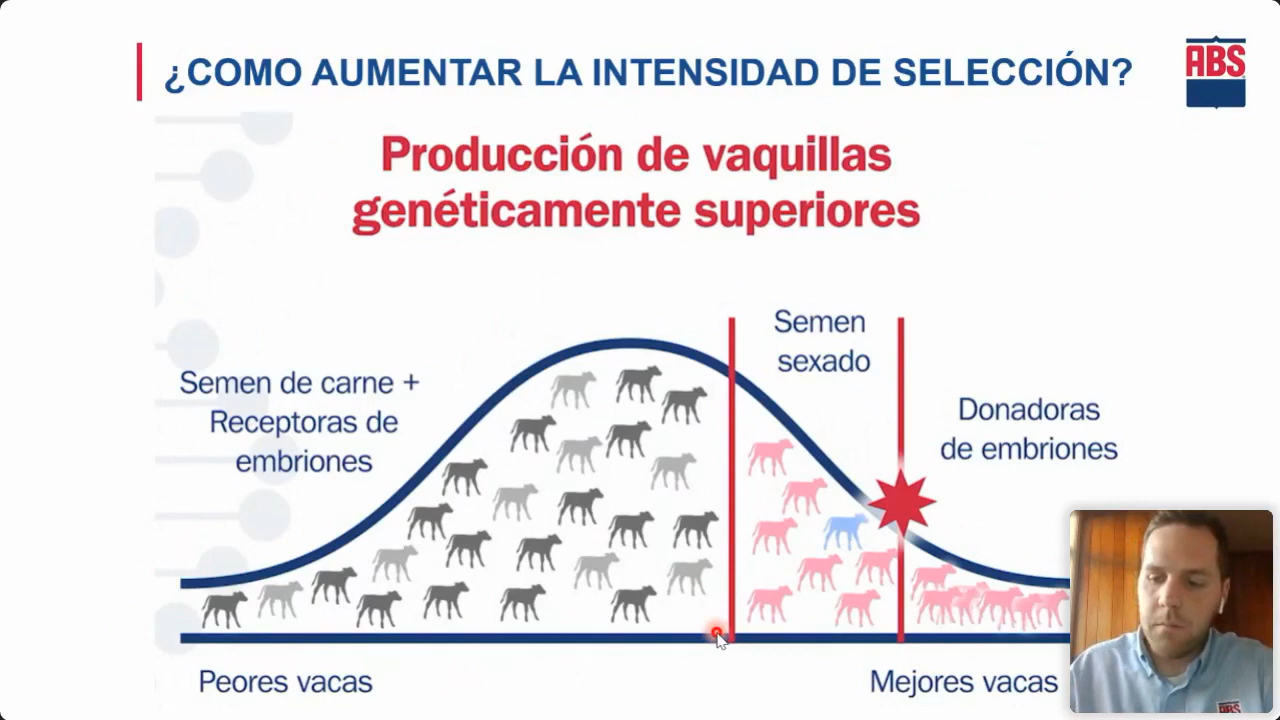 ¿COMO AUMENTAR LA INTENSIDAD DE SELECCIÓN?
ABS
Producción de vaquillas
genéticamente superiores
Semen
sexado
Semen de carne +
Receptoras de
embriones
Donadoras
de embriones
Peores vacas
Mejores vacas
ABS